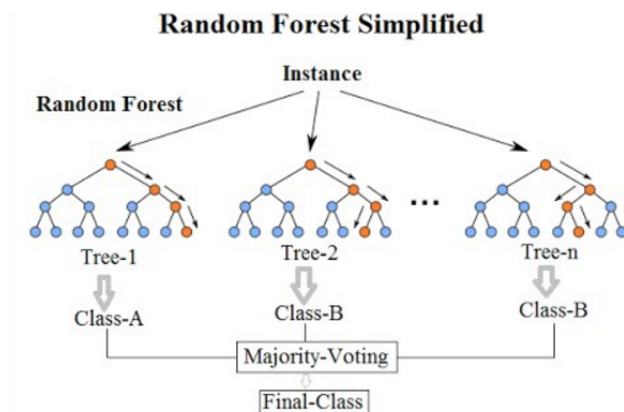 Random Forest Simplified
Instance
Random Forest
...
Tree-1 Tree-2 Tree-n
Class-A Class-B Class-B
Majority-Voting
Final-Class